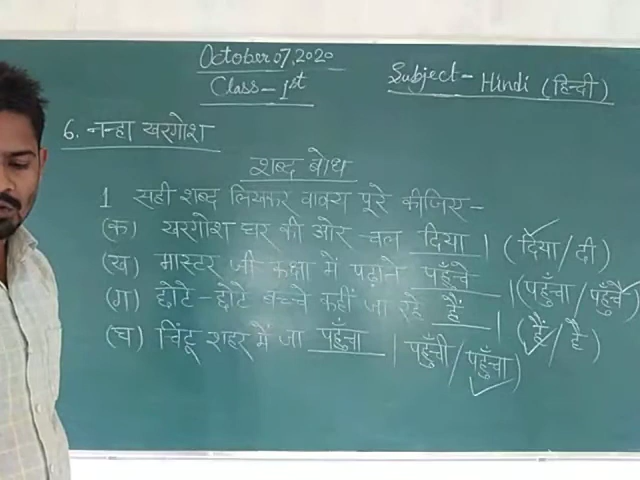 October 07, 2020
Class - 1st
Subject - Hindi (हिन्दी)
6. नन्हा खरगोश
शब्द बोध
1 सही शब्द लिखकर वाक्य पूरे कीजिए -
(क) खरगोश घर की ओर चल दिया । (दिया/दी)
(ख) मास्टर जी कक्षा में पढ़ाने पहुँचे । (पहुँचा/पहुँचे)
(ग) छोटे-छोटे बच्चे कहीं जा रहे हैं । (हैं/है)
(घ) चिंटू शहर में जा पहुँचा । पहुँची/पहुँचा)